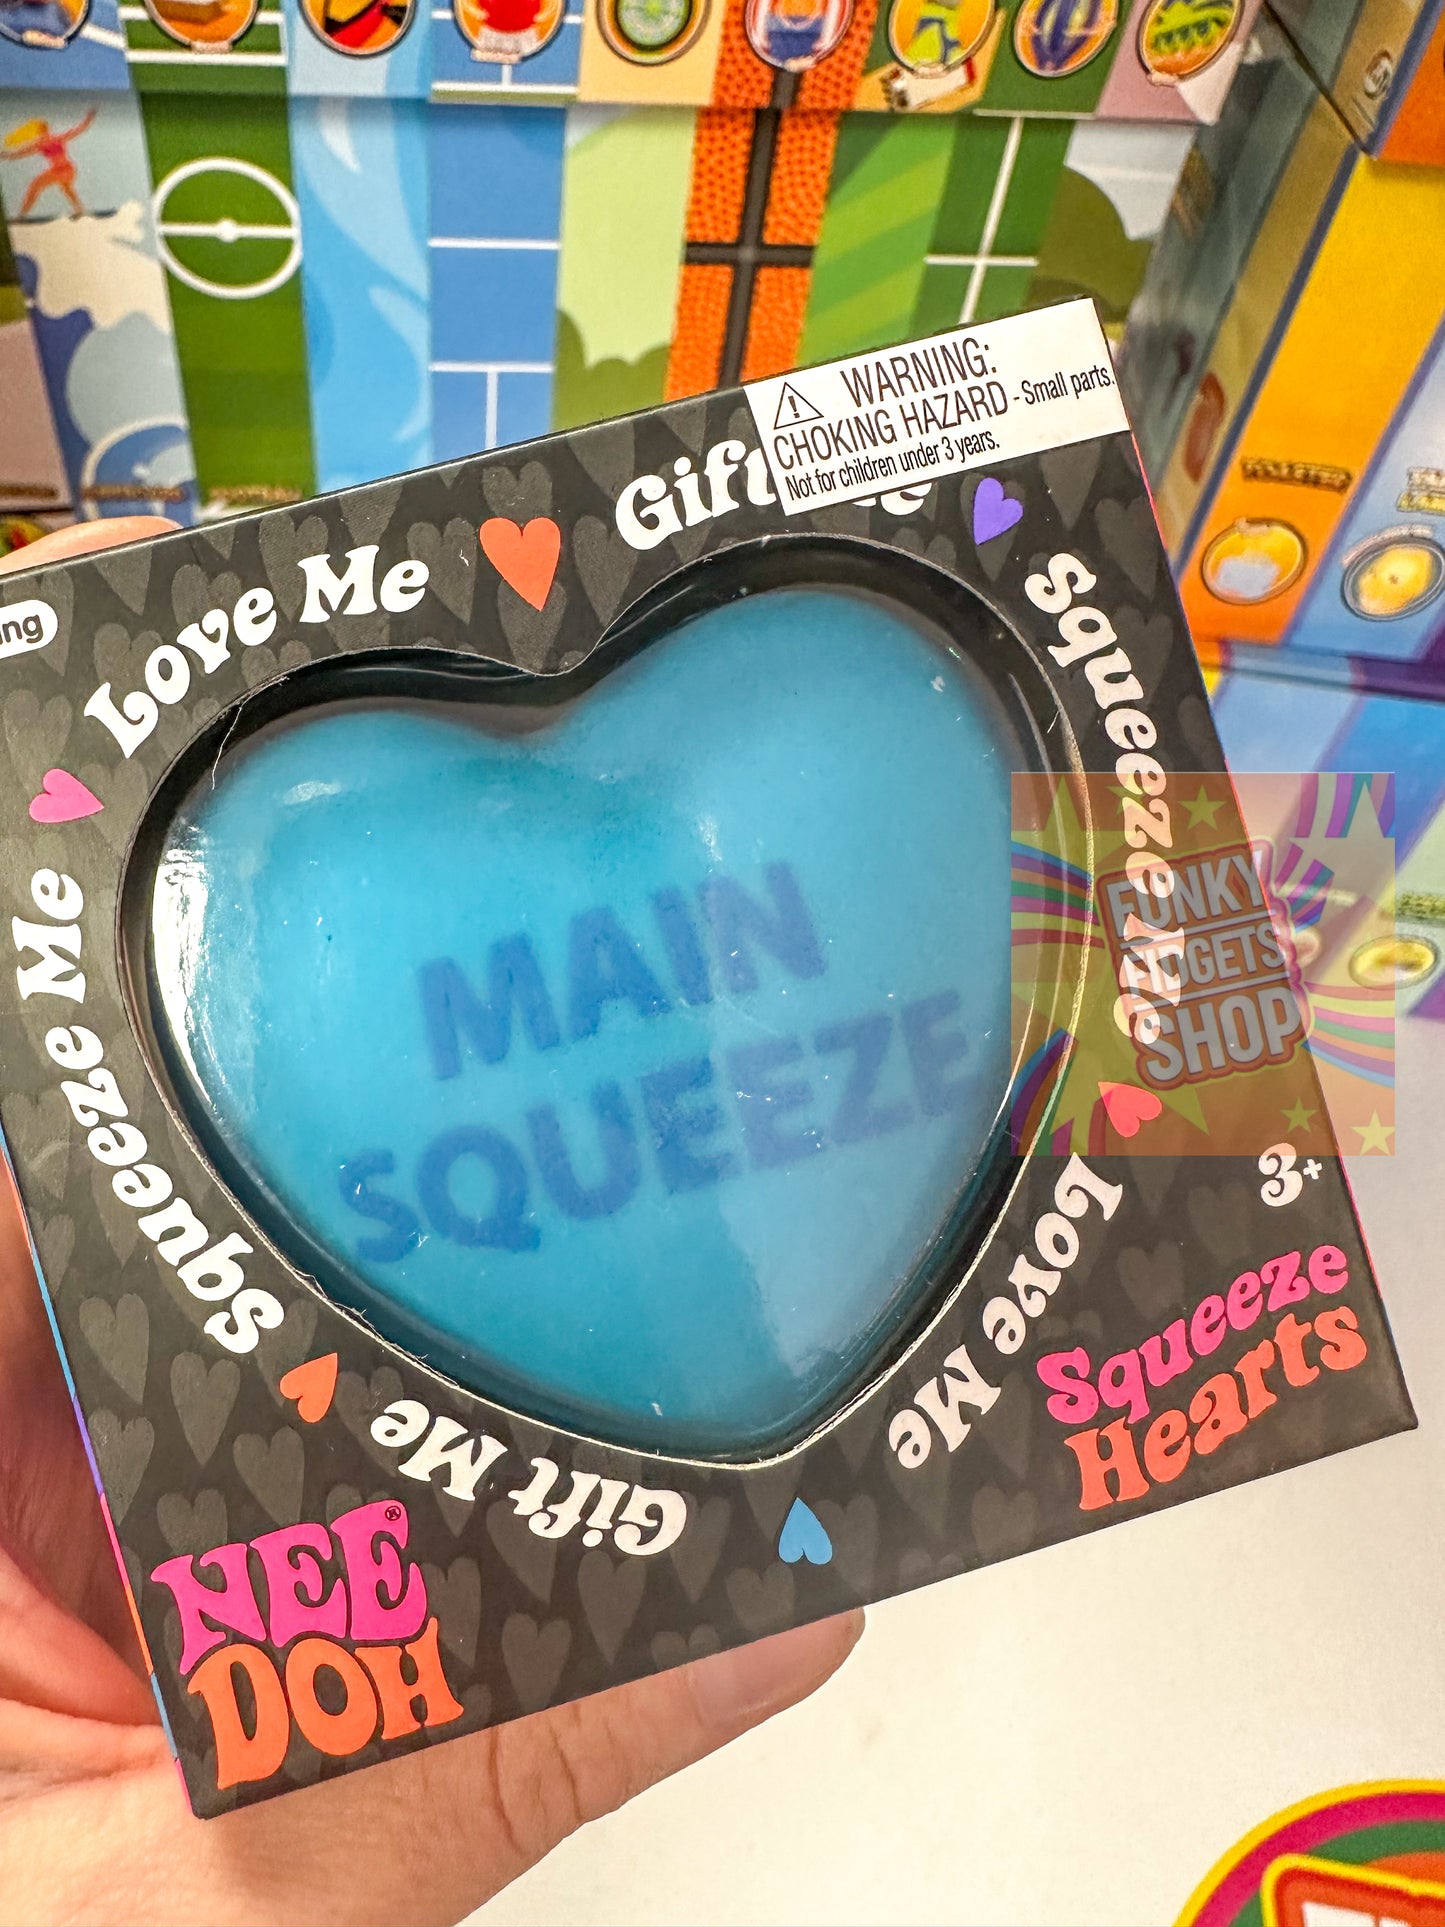 WARNING:
CHOKING HAZARD - Small parts.
Not for children under 3 years.
Love Me
Gift
Squeeze Me
Love Me
Gift Me
Squeeze Me
ing
MAIN
SQUEEZE
FUNKY
FIDGETS
SHOP
3+
Squeeze
Hearts
NEE®
DOH